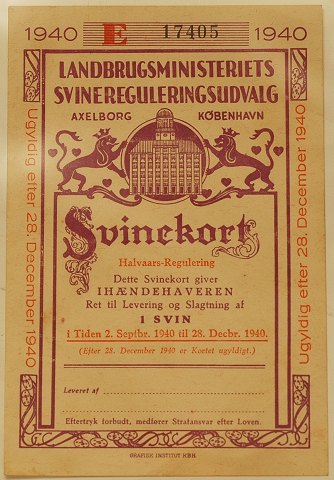 1940 E 17405 1940
LANDBRUGSMINISTERIETS
SVINEREGULERINGSUDVALG
AXELBORG KØBENHAVN
Svinekort
Halvaars-Regulering
Dette Svinekort giver
IHÆNDEHAVEREN
Ret til Levering og Slagtning af
1 SVIN
i Tiden 2. Septbr. 1940 til 28. Decbr. 1940.
(Efter 28. December 1940 er Kortet ugyldigt.)
Leveret af
Eftertryk forbudt, medfører Strafansvar efter Loven.
GRAFISK INSTITUT KBH.
Ugyldig efter 28. December 1940
Ugyldig efter 28. December 1940